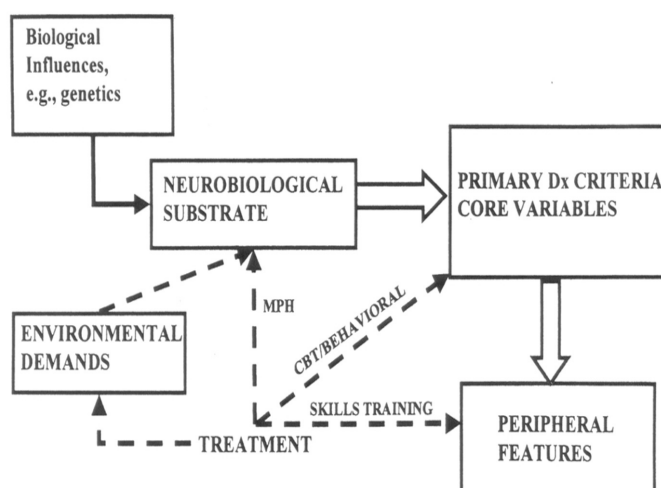 Biological
Influences,
e.g., genetics
NEUROBIOLOGICAL
SUBSTRATE
PRIMARY Dx CRITERIA
CORE VARIABLES
MPH
CBT/BEHAVIORAL
ENVIRONMENTAL
DEMANDS
SKILLS TRAINING
TREATMENT
PERIPHERAL
FEATURES